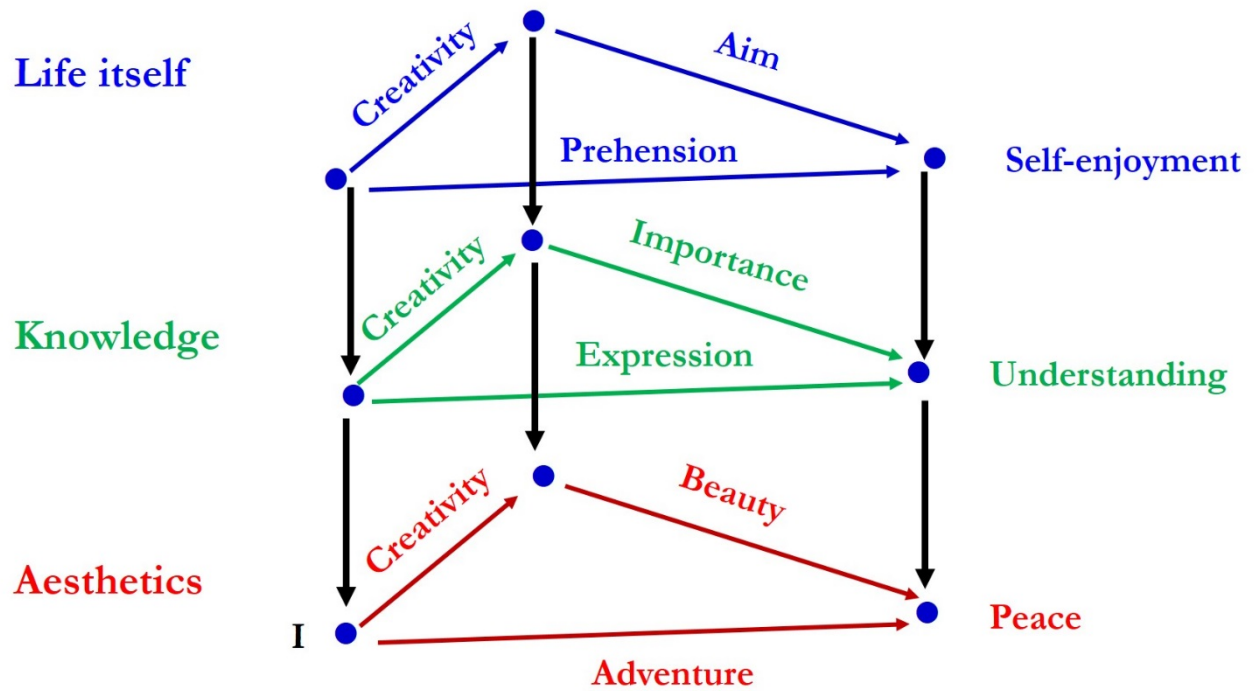 Creativity
Aim
Life itself
Prehension
Self-enjoyment
Creativity
Importance
Knowledge
Expression
Understanding
Creativity
Beauty
Aesthetics
I
Peace
Adventure